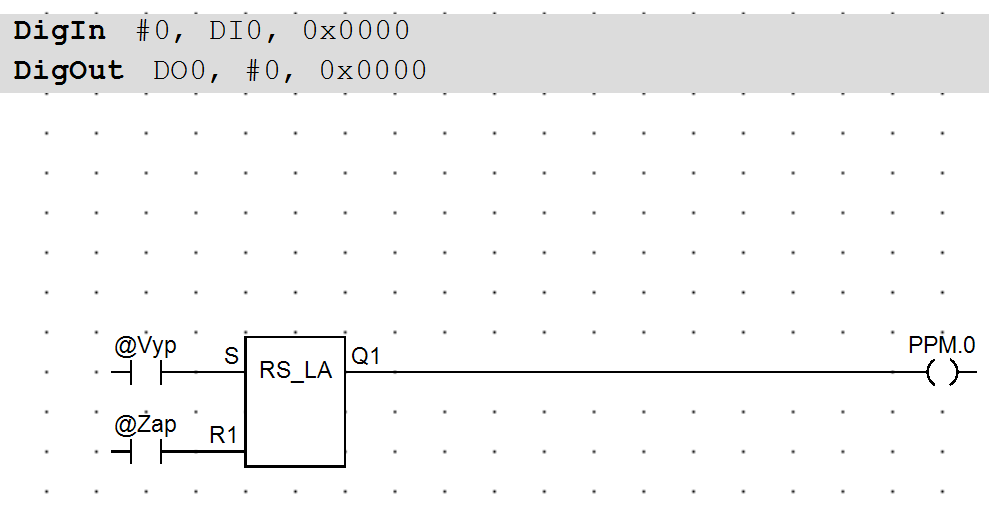 DigIn #0, DI0, 0x0000
DigOut DO0, #0, 0x0000
@Vyp S RS_LA Q1 PPM.0
@Zap R1